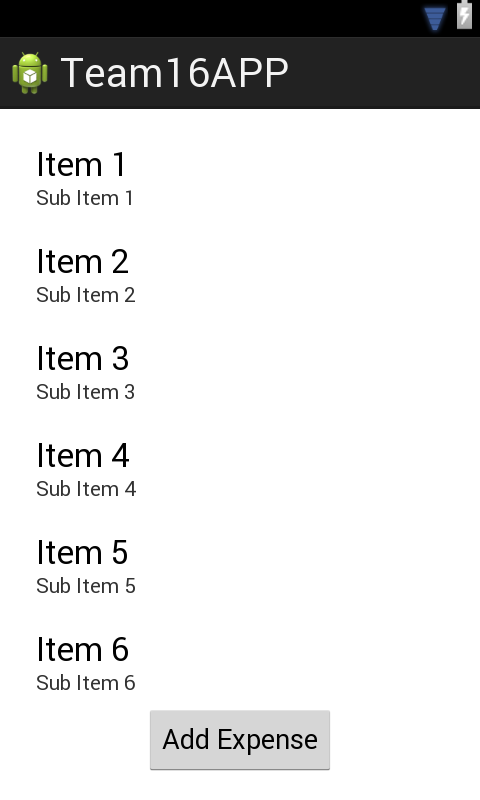 Team16APP
Item 1
Sub Item 1
Item 2
Sub Item 2
Item 3
Sub Item 3
Item 4
Sub Item 4
Item 5
Sub Item 5
Item 6
Sub Item 6
Add Expense